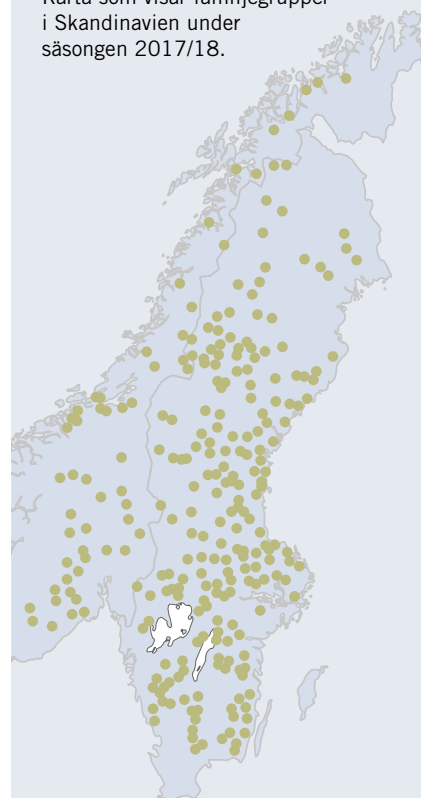 Karta som visar familjegrupper
i Skandinavien under
säsongen 2017/18.